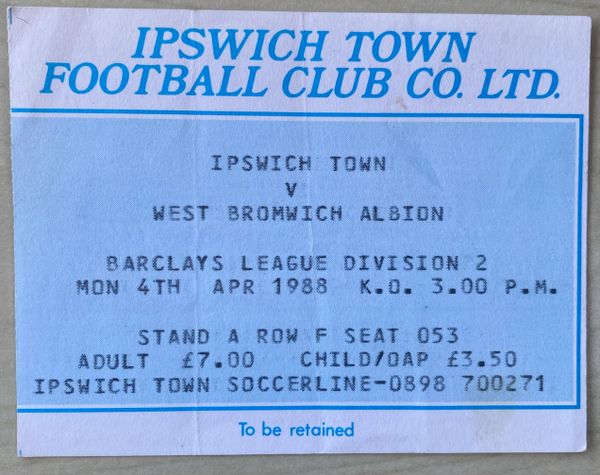 IPSWICH TOWN
FOOTBALL CLUB CO. LTD.
IPSWICH TOWN
V
WEST BROMWICH ALBION
BARCLAYS LEAGUE DIVISION 2
MON 4TH APR 1988 K.O. 3.00 P.M.
STAND A ROW F SEAT 053
ADULT £7.00 CHILD/OAP £3.50
IPSWICH TOWN SOCCERLINE-0898 700271
To be retained